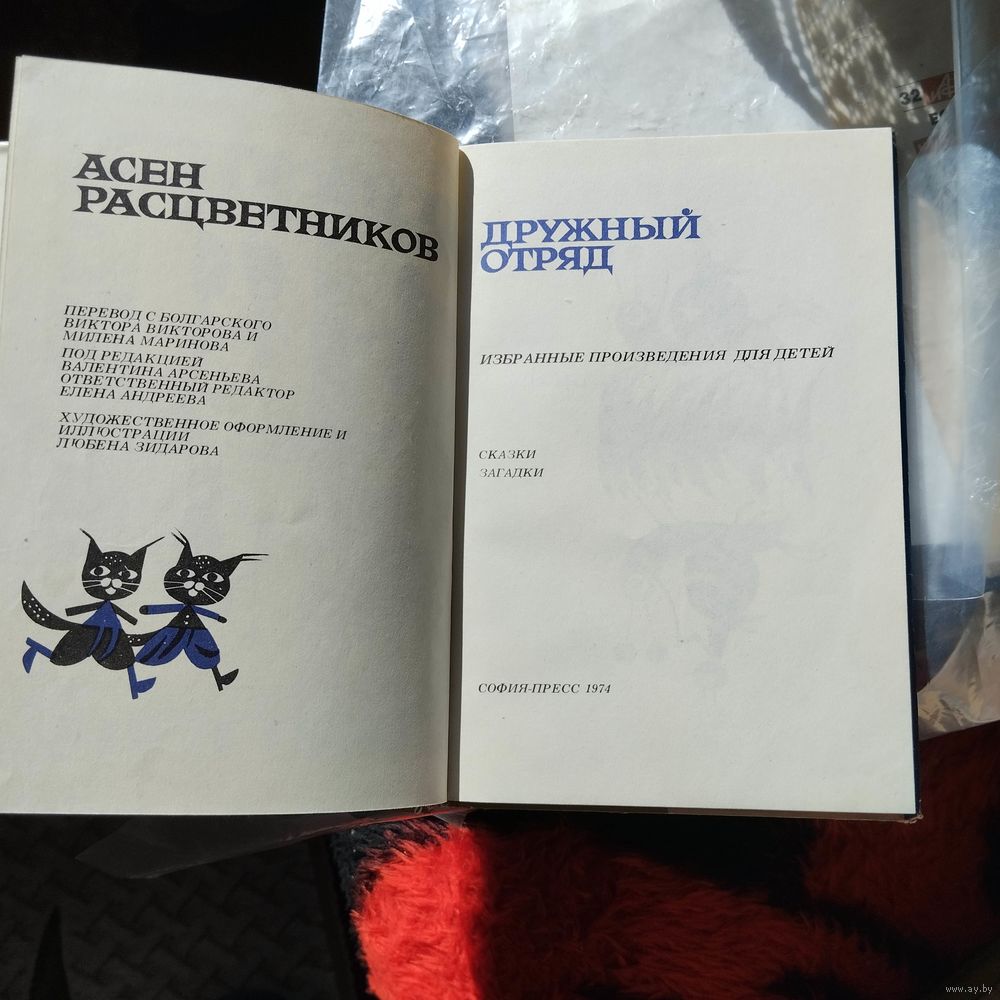 АСЕН
РАСЦВЕТНИКОВ
ПЕРЕВОД С БОЛГАРСКОГО
ВИКТОРА ВИКТОРОВА И
МИЛЕНА МАРИНОВА
ПОД РЕДАКЦИЕЙ
ВАЛЕНТИНА АРСЕНЬЕВА
ОТВЕТСТВЕННЫЙ РЕДАКТОР
ЕЛЕНА АНДРЕЕВА
ХУДОЖЕСТВЕННОЕ ОФОРМЛЕНИЕ И
ИЛЛЮСТРАЦИИ
ЛЮБЕНА ЗИДАРОВА
ДРУЖНЫЙ
ОТРЯД
ИЗБРАННЫЕ ПРОИЗВЕДЕНИЯ ДЛЯ ДЕТЕЙ
СКАЗКИ
ЗАГАДКИ
СОФИЯ-ПРЕСС 1974
32
www.ay.by